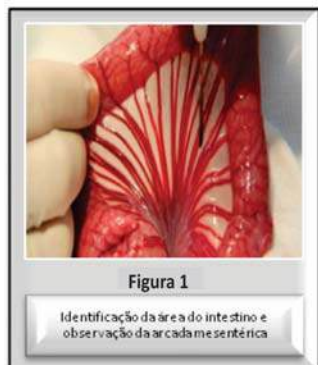 Figura 1
Identificação da área do intestino e
observação da arcada mesentérica